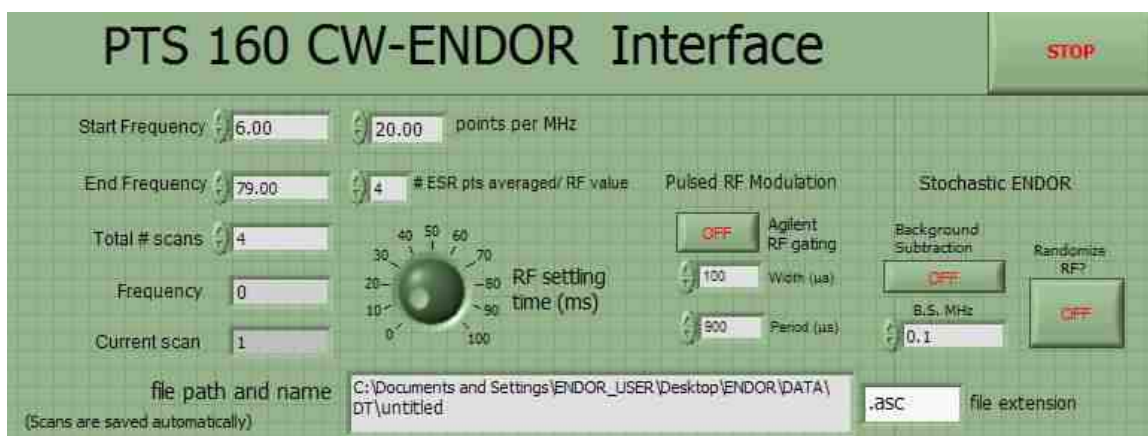 PTS 160 CW-ENDOR Interface
STOP
Start Frequency 6.00 20.00 points per MHz
End Frequency 79.00 4 # ESR pts averaged/ RF value
Pulsed RF Modulation
Stochastic ENDOR
Total # scans 4
OFF Agilent
RF gating
Background
Subtraction
OFF
Randomize
RF?
OFF
Frequency 0
100 Width (µs)
B.S. MHz
0.1
Current scan 1
900 Period (µs)
0 10 20 30 40 50 60 70 80 90 100
RF settling
time (ms)
file path and name
(Scans are saved automatically)
C:\Documents and Settings\ENDOR_USER\Desktop\ENDOR\DATA\
DT\untitled
.asc file extension